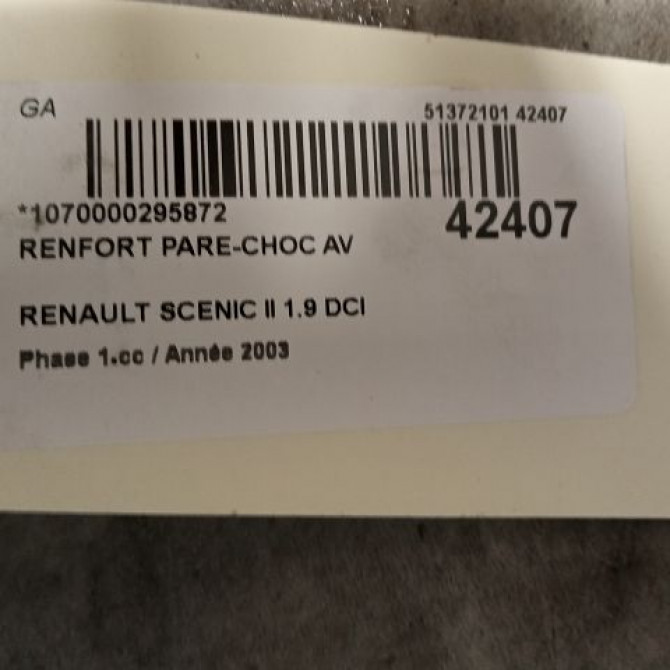 GA
51372101 42407
*1070000295872
42407
RENFORT PARE-CHOC AV
RENAULT SCENIC II 1.9 DCI
Phase 1.cc / Année 2003